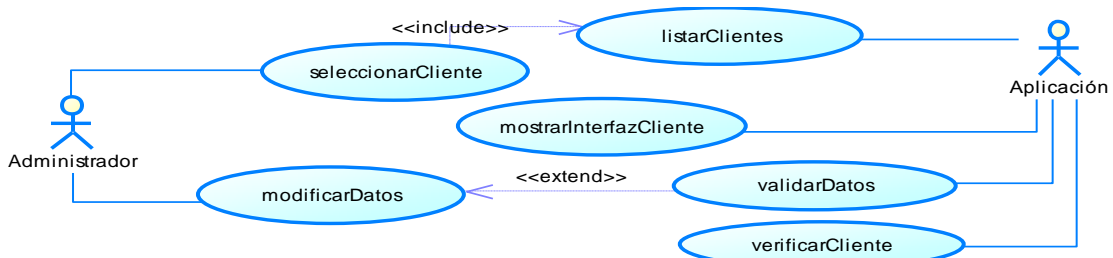 <<include>>
listarClientes
seleccionarCliente
Aplicación
mostrarInterfazCliente
Administrador
<<extend>>
modificarDatos
validarDatos
verificarCliente